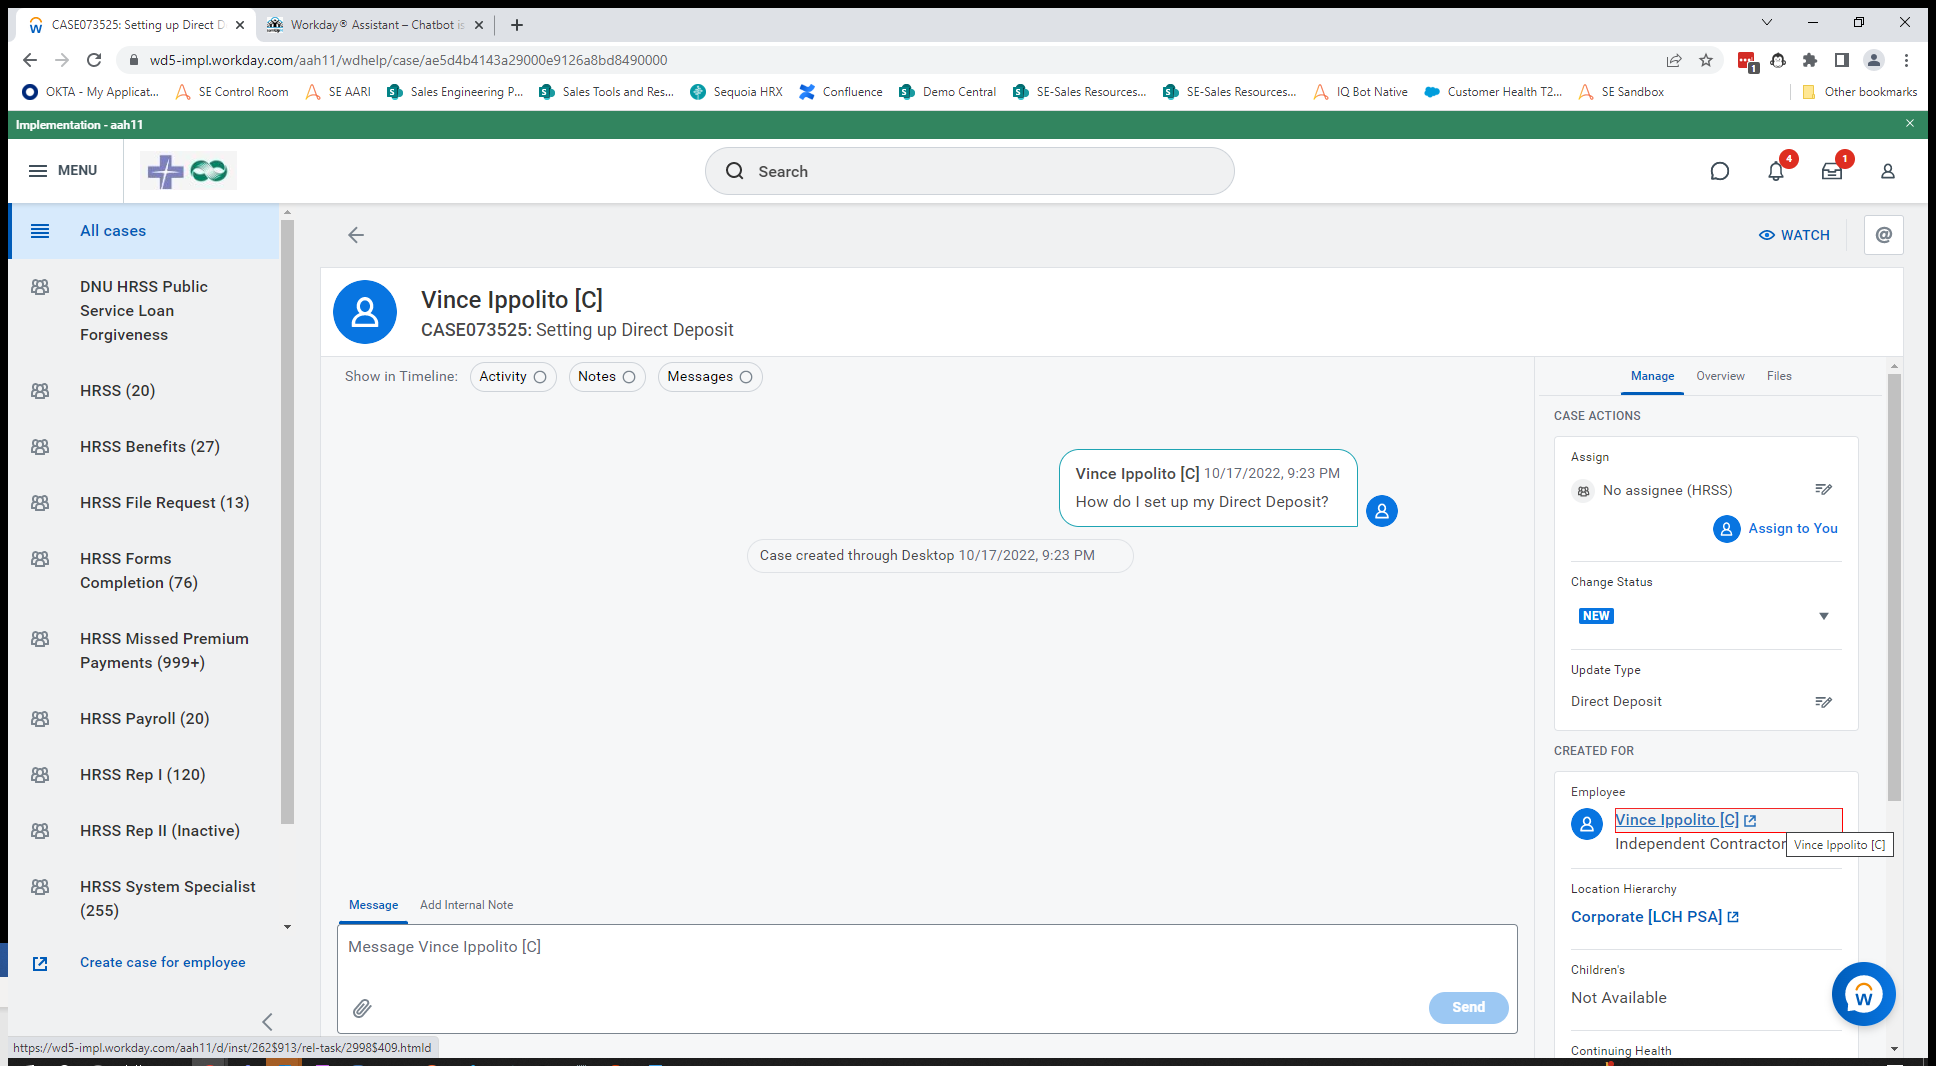 CASE073525: Setting up Direct D
Workday® Assistant – Chatbot is
wd5-impl.workday.com/aah11/wdhelp/case/ae5d4b4143a29000e9126a8bd8490000
1
OKTA - My Applicat...
SE Control Room
SE AARI
Sales Engineering P...
Sales Tools and Res...
Sequoia HRX
Confluence
Demo Central
SE-Sales Resources...
SE-Sales Resources...
IQ Bot Native
Customer Health T2...
SE Sandbox
Other bookmarks
Implementation - aah11
MENU
Search
4
1
All cases
DNU HRSS Public
Service Loan
Forgiveness
HRSS (20)
HRSS Benefits (27)
HRSS File Request (13)
HRSS Forms
Completion (76)
HRSS Missed Premium
Payments (999+)
HRSS Payroll (20)
HRSS Rep I (120)
HRSS Rep II (Inactive)
HRSS System Specialist
(255)
Create case for employee
WATCH
@
Vince Ippolito [C]
CASE073525: Setting up Direct Deposit
Show in Timeline:
Activity
Notes
Messages
Vince Ippolito [C] 10/17/2022, 9:23 PM
How do I set up my Direct Deposit?
Case created through Desktop 10/17/2022, 9:23 PM
Message
Add Internal Note
Message Vince Ippolito [C]
Send
Manage
Overview
Files
CASE ACTIONS
Assign
No assignee (HRSS)
Assign to You
Change Status
NEW
Update Type
Direct Deposit
CREATED FOR
Employee
Vince Ippolito [C]
Independent Contractor
Vince Ippolito [C]
Location Hierarchy
Corporate [LCH PSA]
Children's
Not Available
Continuing Health
https://wd5-impl.workday.com/aah11/d/inst/262$913/rel-task/2998$409.htmld